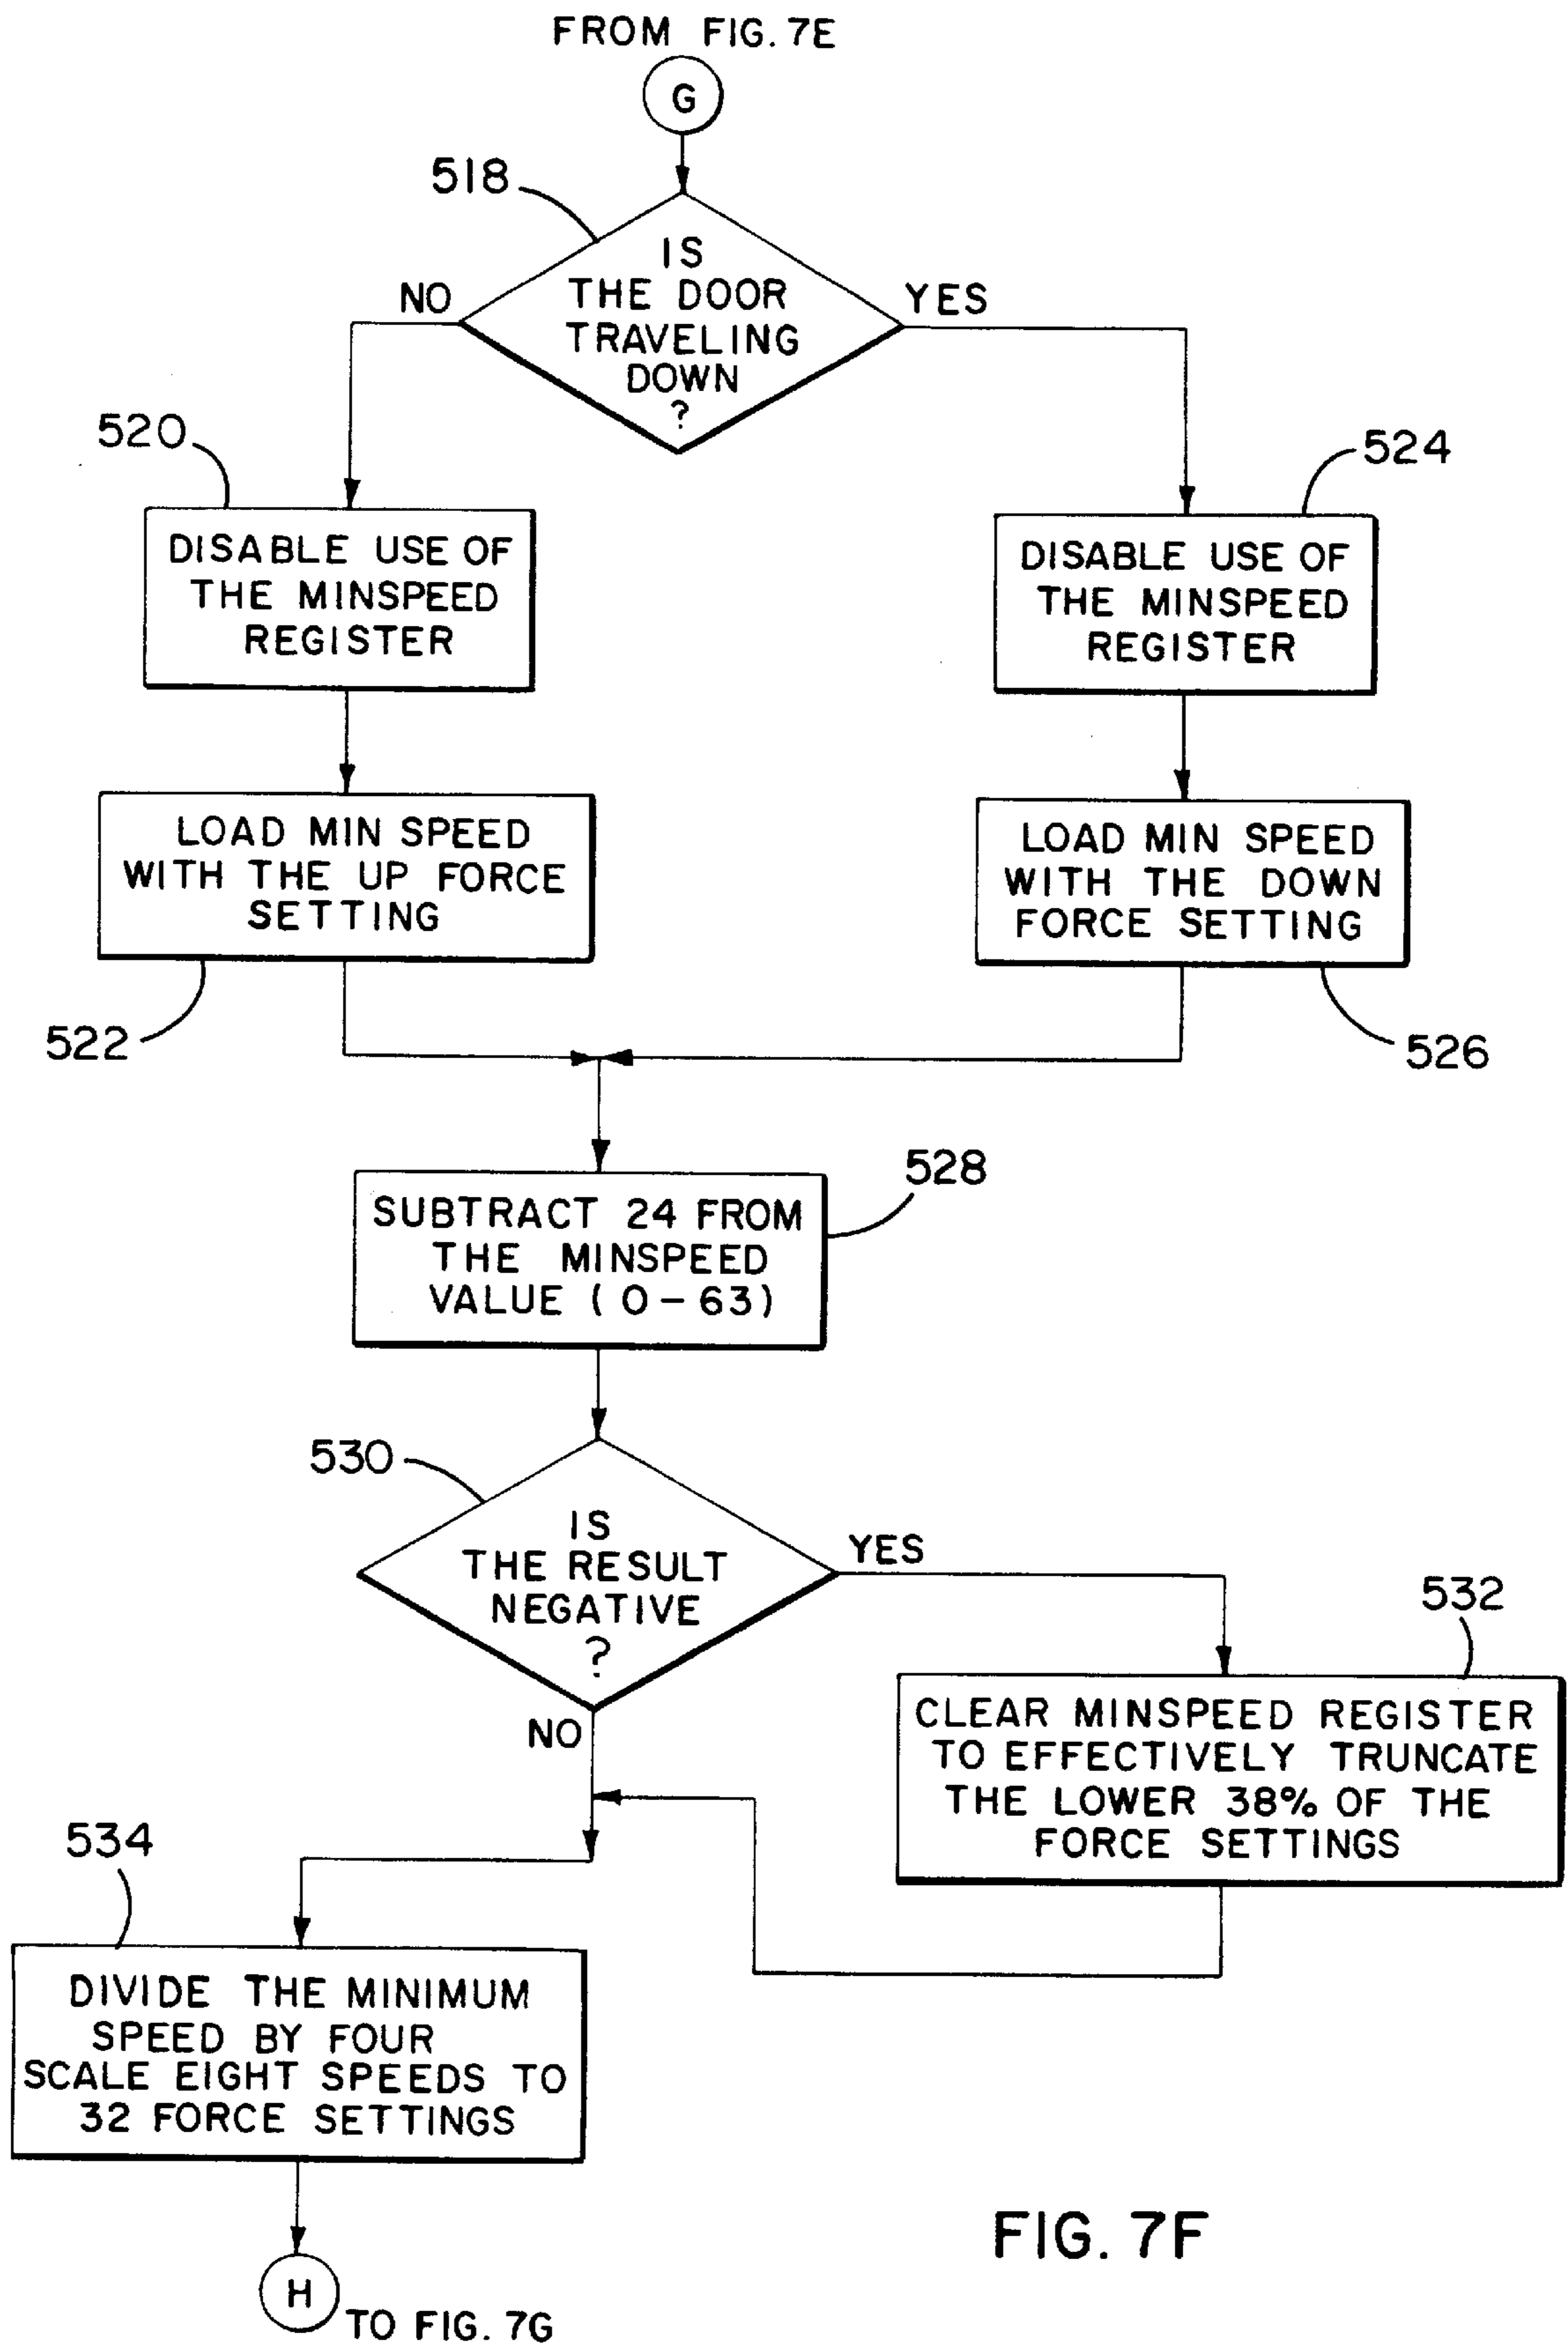 FROM FIG. 7E
G
518
IS
THE DOOR
TRAVELING
DOWN
?
NO
YES
520
524
DISABLE USE OF
THE MINSPEED
REGISTER
DISABLE USE OF
THE MINSPEED
REGISTER
LOAD MIN SPEED
WITH THE UP FORCE
SETTING
LOAD MIN SPEED
WITH THE DOWN
FORCE SETTING
522
526
528
SUBTRACT 24 FROM
THE MINSPEED
VALUE (0-63)
530
IS
THE RESULT
NEGATIVE
?
YES
NO
532
CLEAR MINSPEED REGISTER
TO EFFECTIVELY TRUNCATE
THE LOWER 38% OF THE
FORCE SETTINGS
534
DIVIDE THE MINIMUM
SPEED BY FOUR
SCALE EIGHT SPEEDS TO
32 FORCE SETTINGS
H
TO FIG. 7G
FIG. 7F